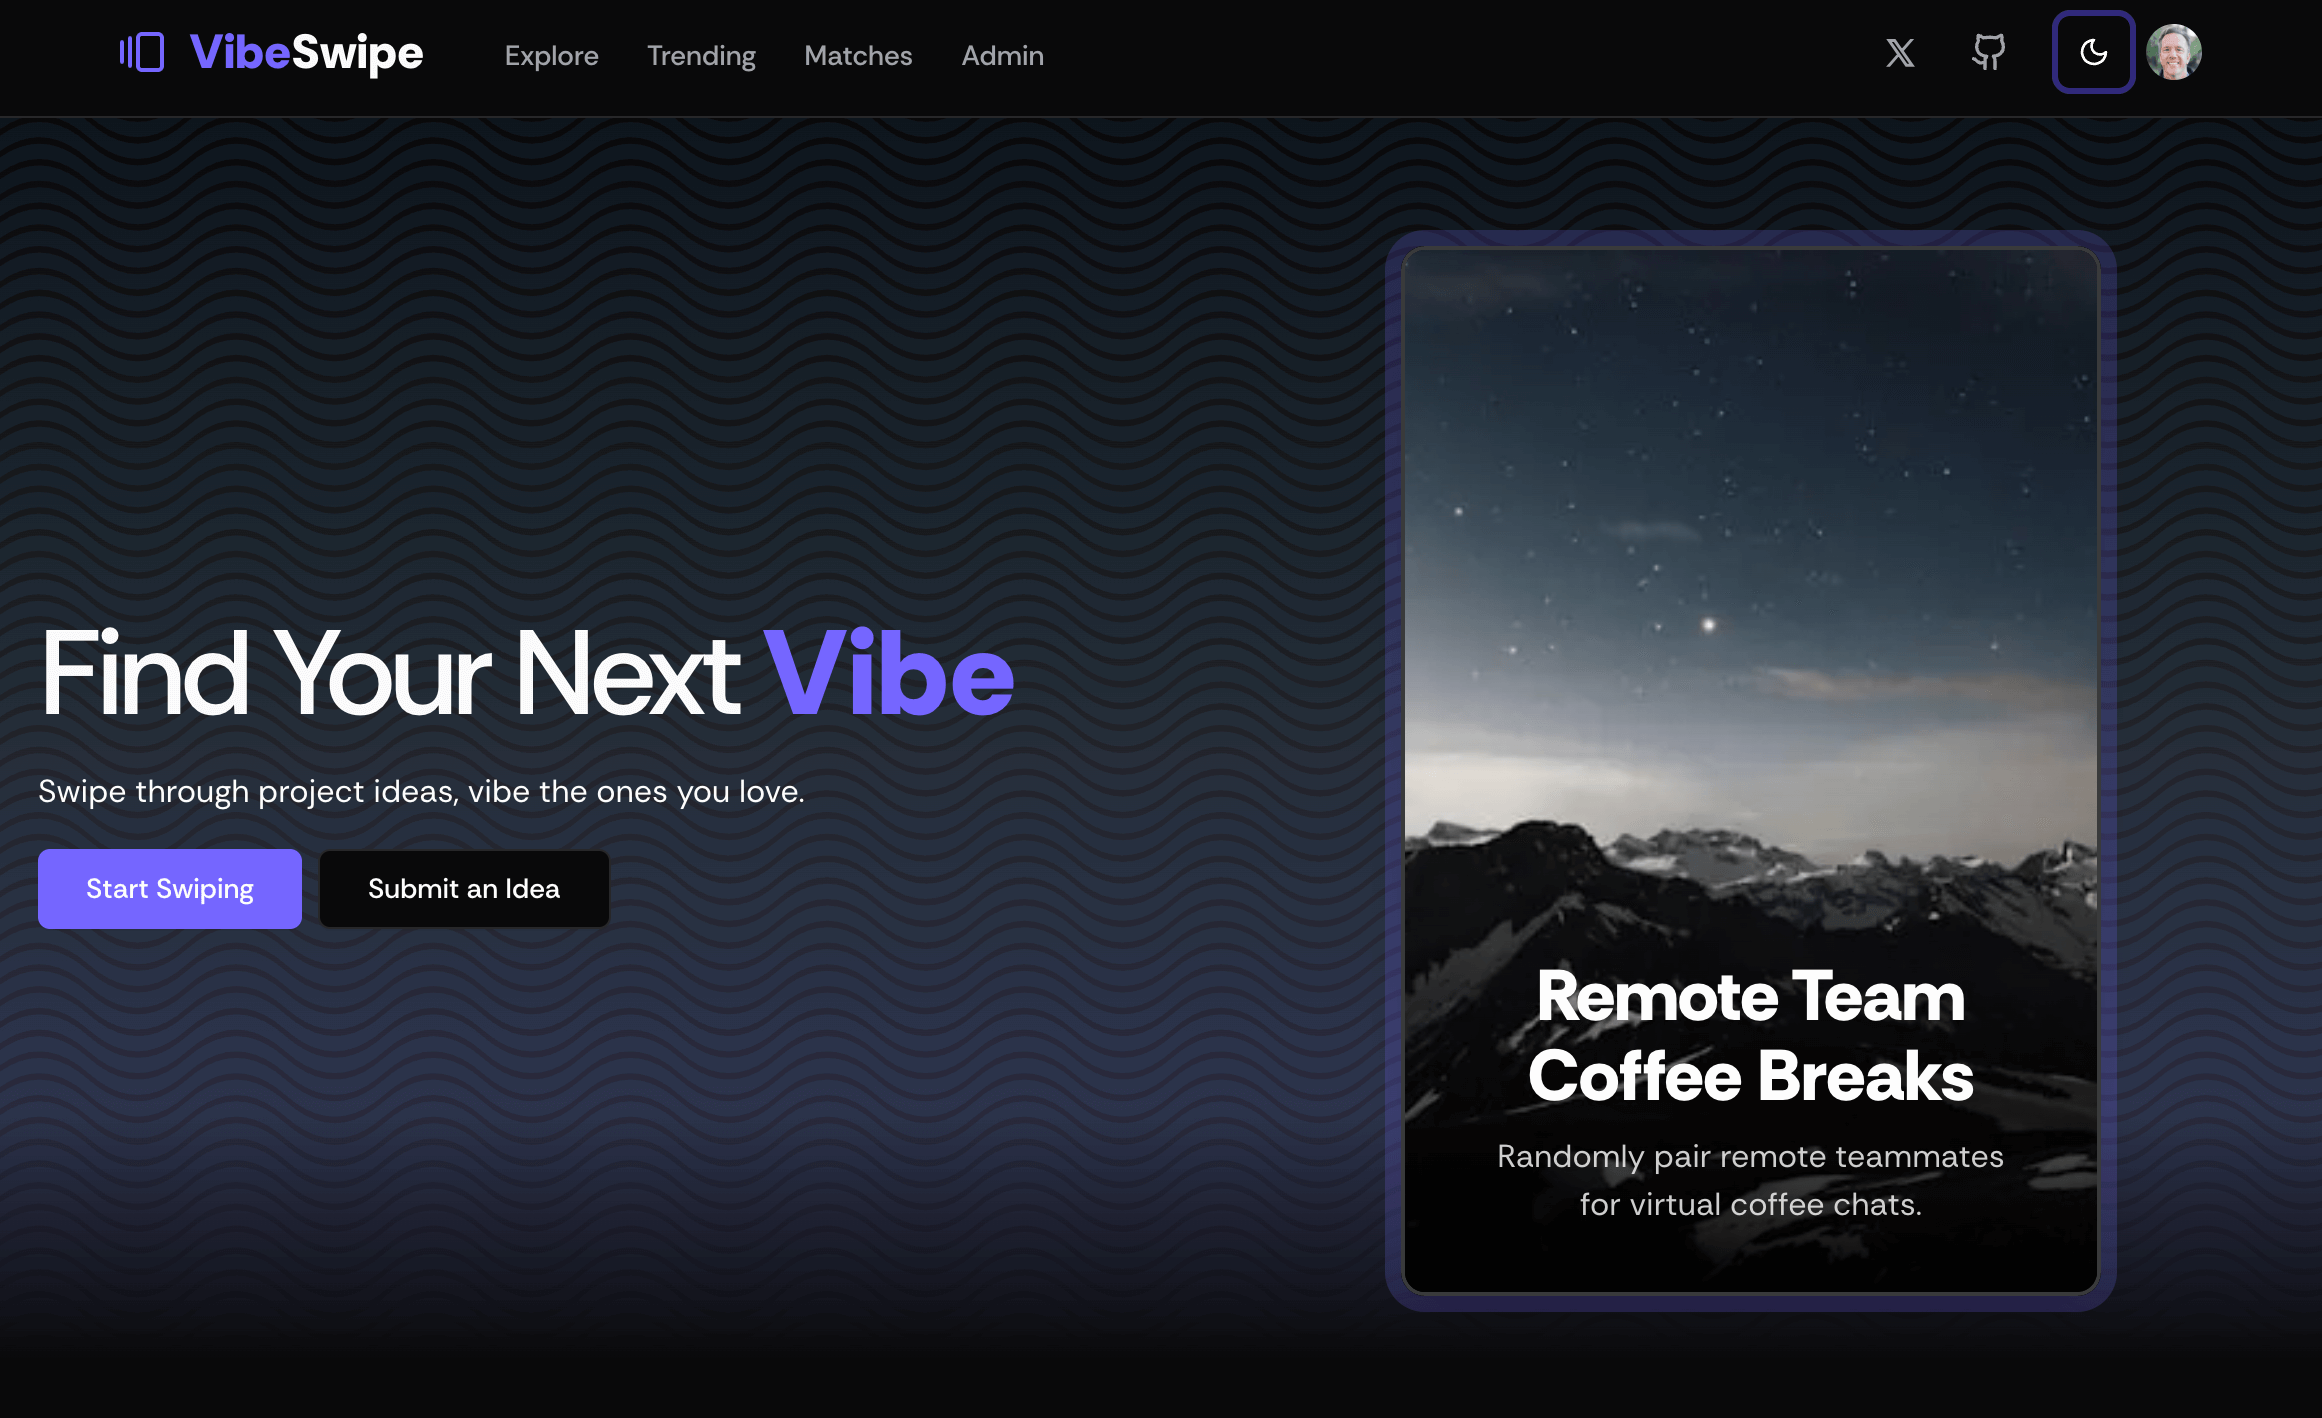 VibeSwipe
Explore
Trending
Matches
Admin
Find Your Next Vibe
Swipe through project ideas, vibe the ones you love.
Start Swiping
Submit an Idea
Remote Team
Coffee Breaks
Randomly pair remote teammates
for virtual coffee chats.